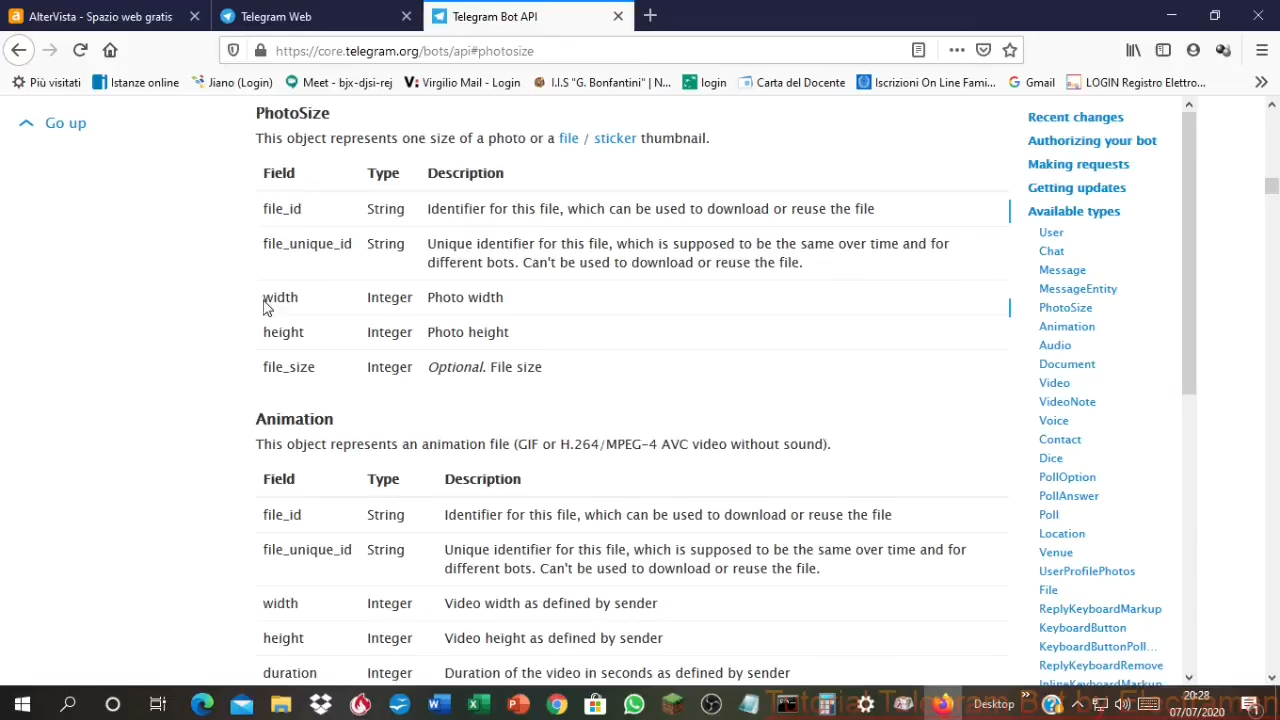 AlterVista - Spazio web gratis
Telegram Web
Telegram Bot API
https://core.telegram.org/bots/api#photosize
Più visitati
Istanze online
Jiano (Login)
Meet - bjx-djsi-rej
Virgilio Mail - Login
I.I.S "G. Bonfantini" | N...
login
Carta del Docente
Iscrizioni On Line Fami...
Gmail
LOGIN Registro Elettro...
Go up
PhotoSize
This object represents one size of a photo or a file / sticker thumbnail.
Field Type Description
file_id String Identifier for this file, which can be used to download or reuse the file
file_unique_id String Unique identifier for this file, which is supposed to be the same over time and for
different bots. Can't be used to download or reuse the file.
width Integer Photo width
height Integer Photo height
file_size Integer Optional. File size
Animation
This object represents an animation file (GIF or H.264/MPEG-4 AVC video without sound).
Field Type Description
file_id String Identifier for this file, which can be used to download or reuse the file
file_unique_id String Unique identifier for this file, which is supposed to be the same over time and for
different bots. Can't be used to download or reuse the file.
width Integer Video width as defined by sender
height Integer Video height as defined by sender
duration Integer Duration of the video in seconds as defined by sender
Recent changes
Authorizing your bot
Making requests
Getting updates
Available types
User
Chat
Message
MessageEntity
PhotoSize
Animation
Audio
Document
Video
VideoNote
Voice
Contact
Dice
PollOption
PollAnswer
Poll
Location
Venue
UserProfilePhotos
File
ReplyKeyboardMarkup
KeyboardButton
KeyboardButtonPoll...
ReplyKeyboardRemove
InlineKeyboardMarkup
Desktop
20:28
07/07/2020
Tutorial Telegram Bot by